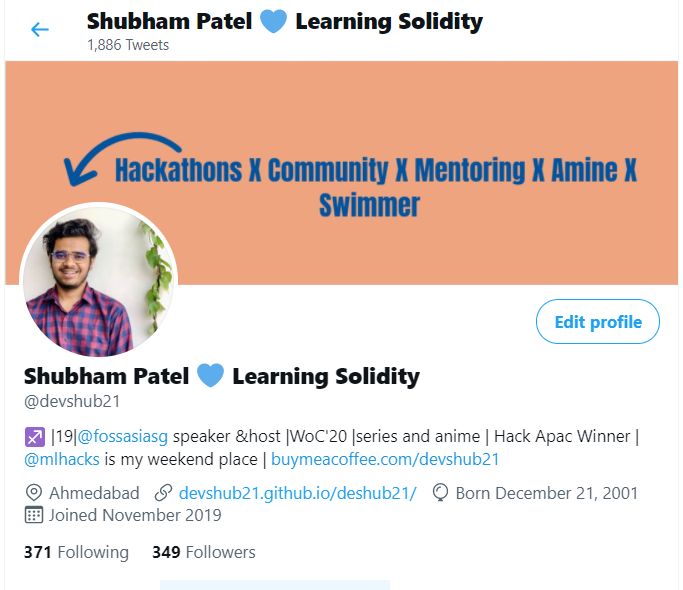 Shubham Patel 💙 Learning Solidity
1,886 Tweets
Hackathons X Community X Mentoring X Amine X
Swimmer
Edit profile
Shubham Patel 💙 Learning Solidity
@devshub21
♐ |19|@fossasiasg speaker &host |WoC'20 |series and anime | Hack Apac Winner |
@mlhacks is my weekend place | buymeacoffee.com/devshub21
Ahmedabad devshub21.github.io/deshub21/ Born December 21, 2001
Joined November 2019
371 Following 349 Followers